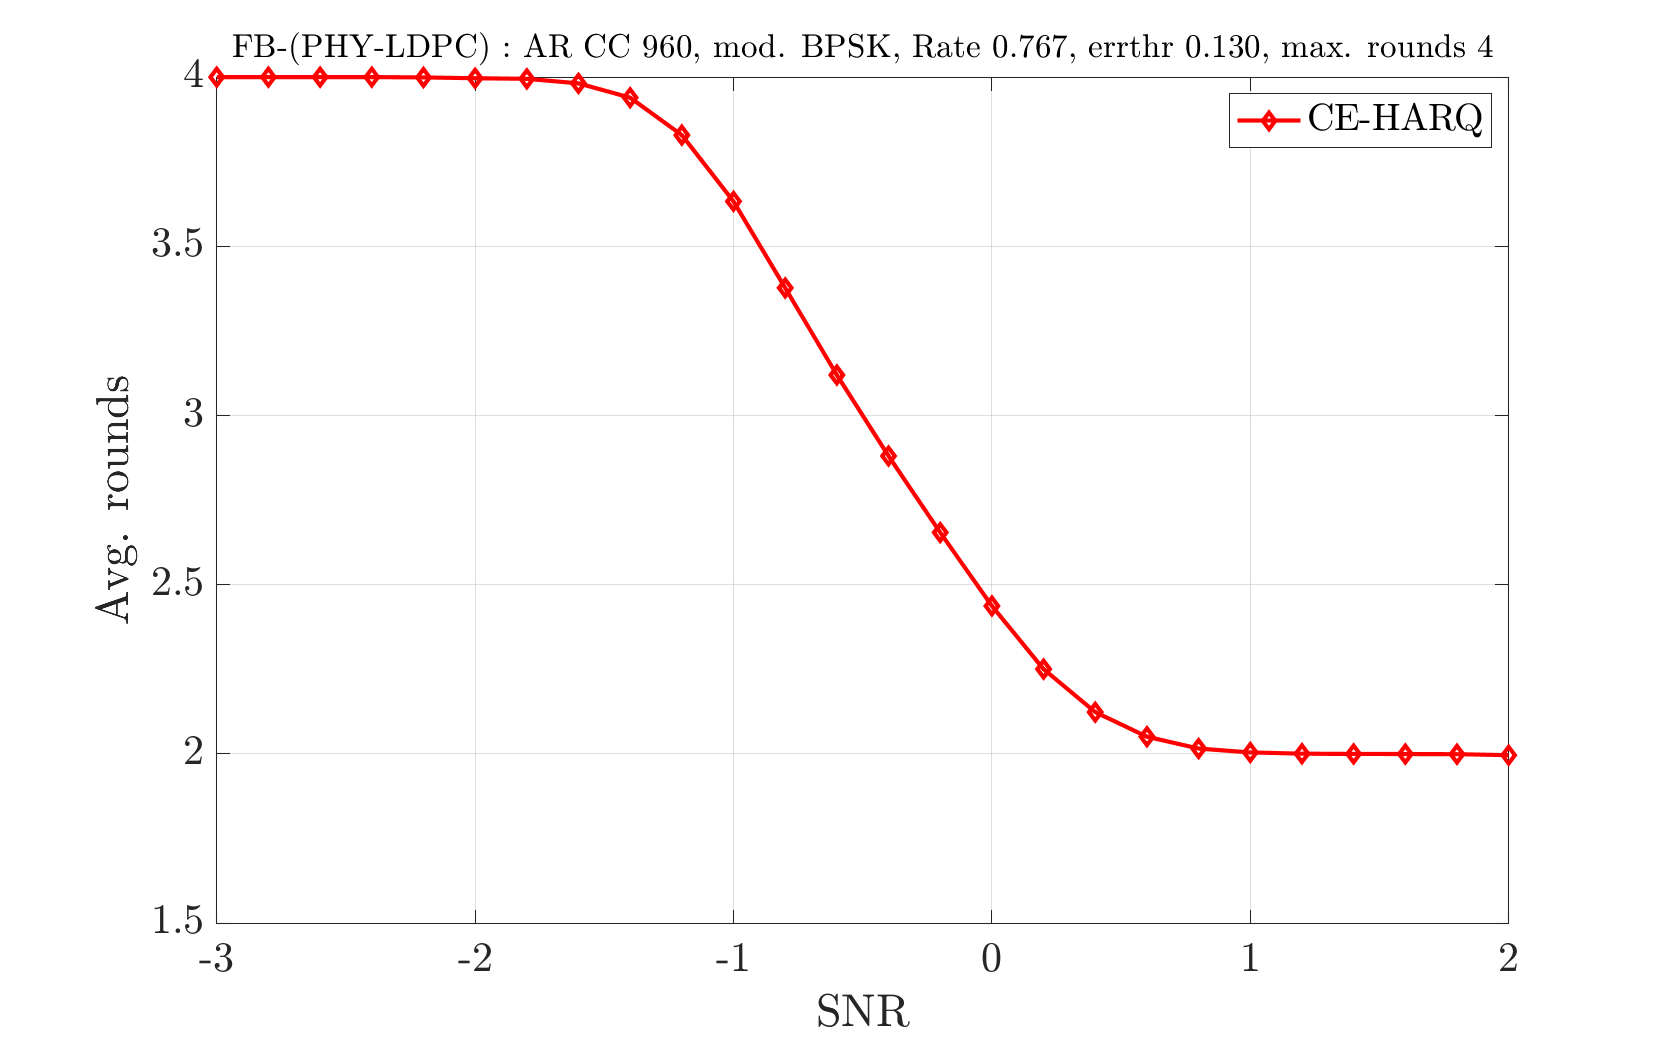 FB-(PHY-LDPC) : AR CC 960, mod. BPSK, Rate 0.767, errthr 0.130, max. rounds 4
CE-HARQ
4
3.5
3
2.5
2
1.5
Avg. rounds
-3 -2 -1 0 1 2
SNR